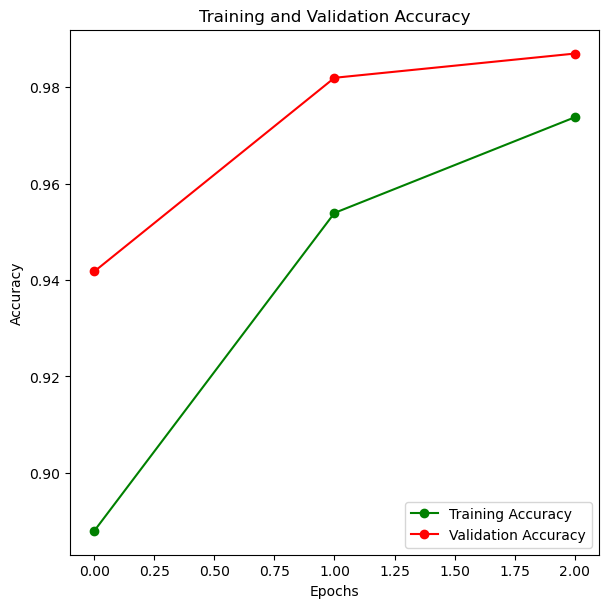 Training and Validation Accuracy
0.98
0.96
0.94
0.92
0.90
Accuracy
Training Accuracy
Validation Accuracy
0.00 0.25 0.50 0.75 1.00 1.25 1.50 1.75 2.00
Epochs